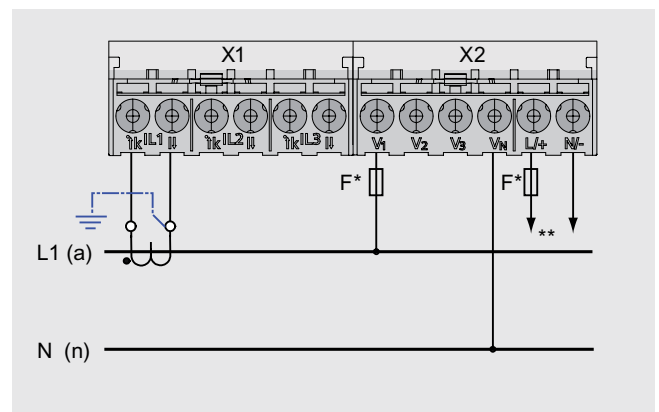 X1 X2
°|k IL1 |↓ °|k IL2 |↓ °|k IL3 |↓ V1 V2 V3 VN L/+ N/-
F* F*
**
L1 (a)
N (n)